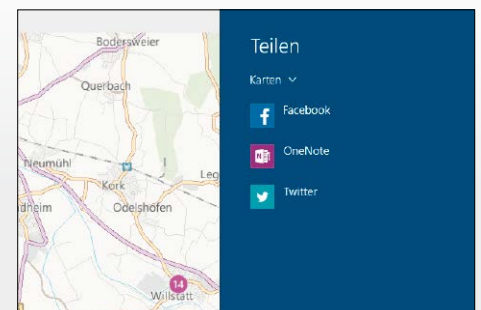 Bodersweier
Querbach
Neumühl
Kork
Leg
dheim
Odelshofen
14
Willstätt
Teilen
Karten
Facebook
OneNote
Twitter